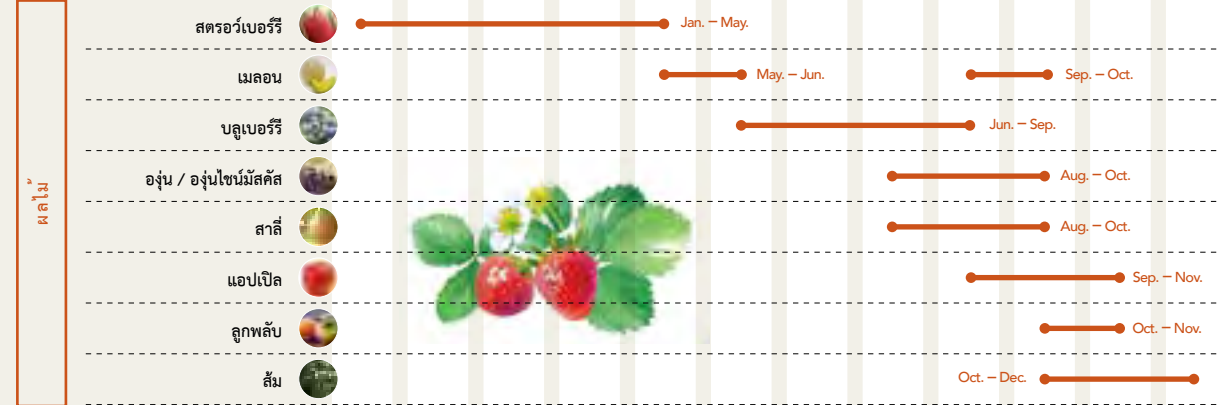 ผลไม้
สตรอว์เบอร์รี Jan. – May.
เมลอน May. – Jun. Sep. – Oct.
บลูเบอร์รี Jun. – Sep.
องุ่น / องุ่นไชน์มัสคัส Aug. – Oct.
สาลี่ Aug. – Oct.
แอปเปิล Sep. – Nov.
ลูกพลับ Oct. – Nov.
ส้ม Oct. – Dec.